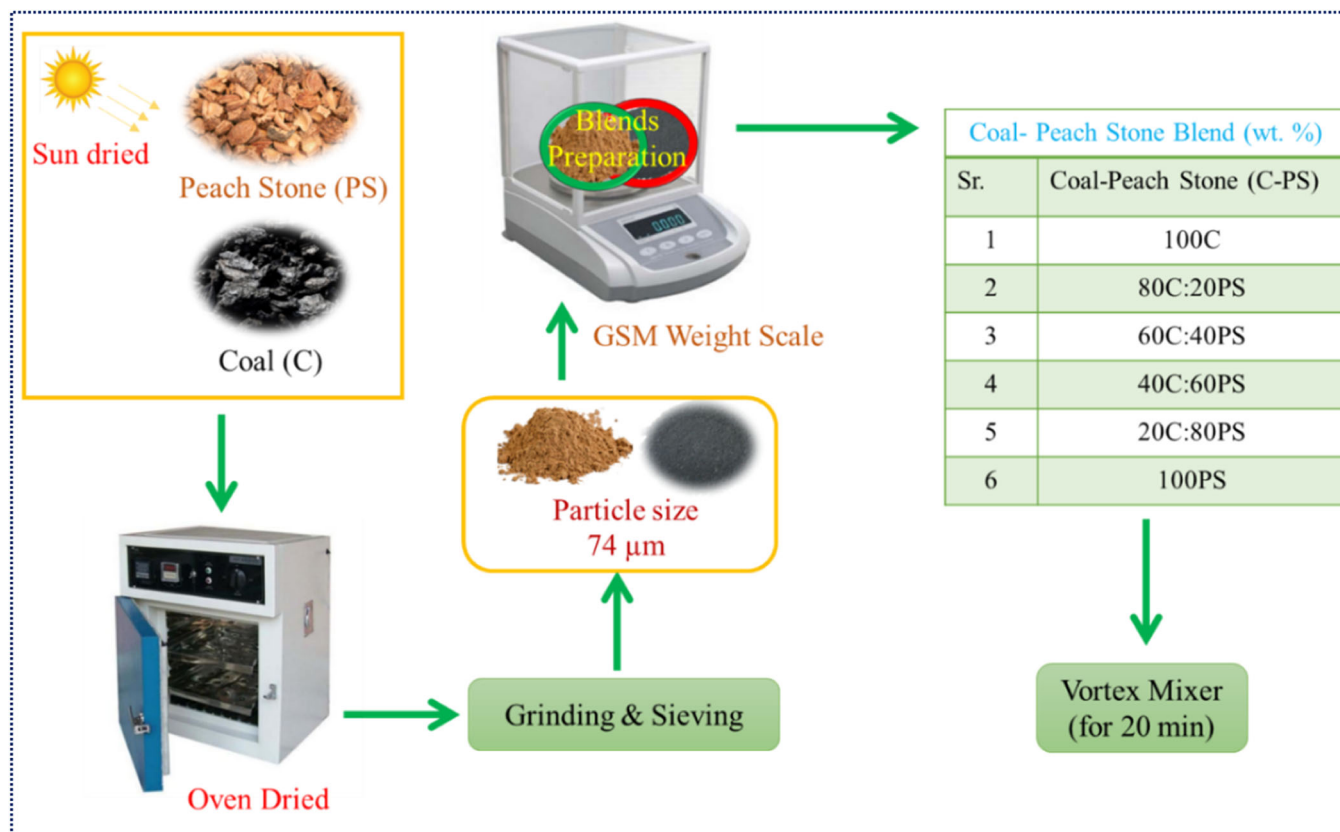 Sun dried
Peach Stone (PS)
Coal (C)
Oven Dried
Grinding & Sieving
Particle size
74 µm
Blends
Preparation
0.000
GSM Weight Scale
Coal- Peach Stone Blend (wt. %)
Sr. Coal-Peach Stone (C-PS)
1 100C
2 80C:20PS
3 60C:40PS
4 40C:60PS
5 20C:80PS
6 100PS
Vortex Mixer
(for 20 min)